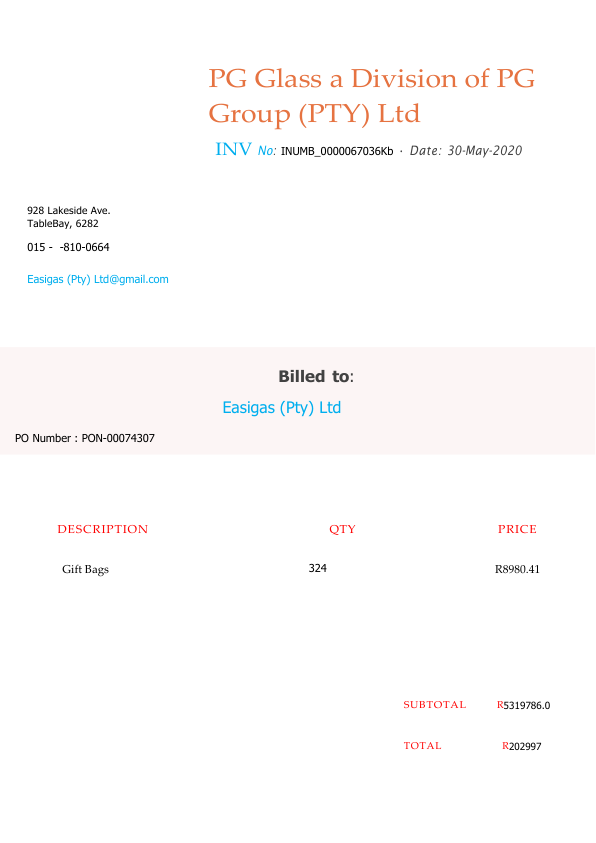 PG Glass a Division of PG
Group (PTY) Ltd
INV No: INUMB_0000067036Kb · Date: 30-May-2020
928 Lakeside Ave.
TableBay, 6282
015 -  -810-0664
Easigas (Pty) Ltd@gmail.com
Billed to:
Easigas (Pty) Ltd
PO Number : PON-00074307
DESCRIPTION QTY PRICE
Gift Bags 324 R8980.41
SUBTOTAL R5319786.0
TOTAL R202997